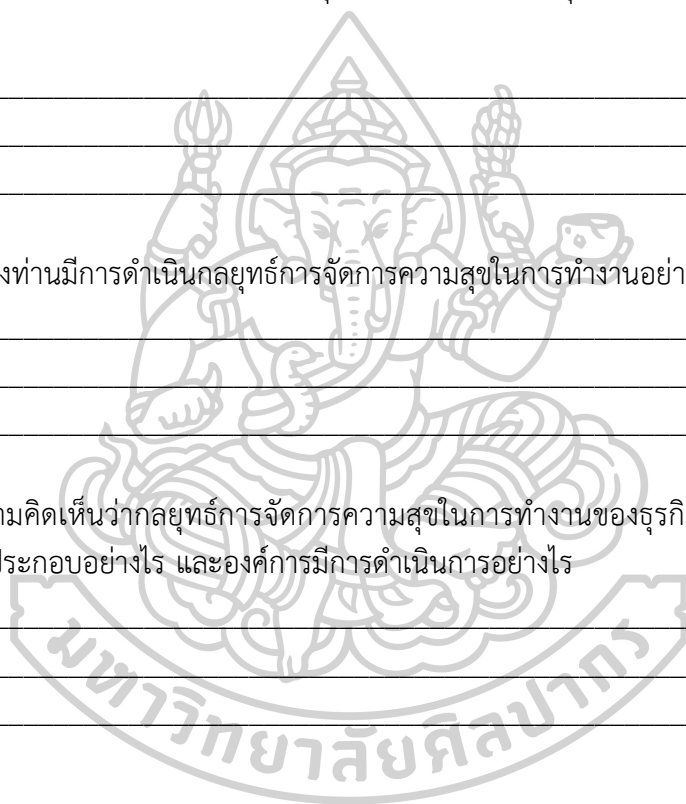 งท่านมีการดำเนินกลยุทธ์การจัดการความสุขในการทำงานอย่า
ามคิดเห็นว่ากลยุทธ์การจัดการความสุขในการทำงานของธุรกิ
ประกอบอย่างไร และองค์การมีการดำเนินการอย่างไร
มหาวิทยาลัยศิลปากร